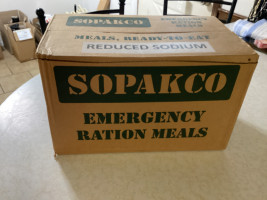 SOPAKCO
MEALS, READY-TO-EAT
REDUCED SODIUM
SOPAKCO
EMERGENCY
RATION MEALS